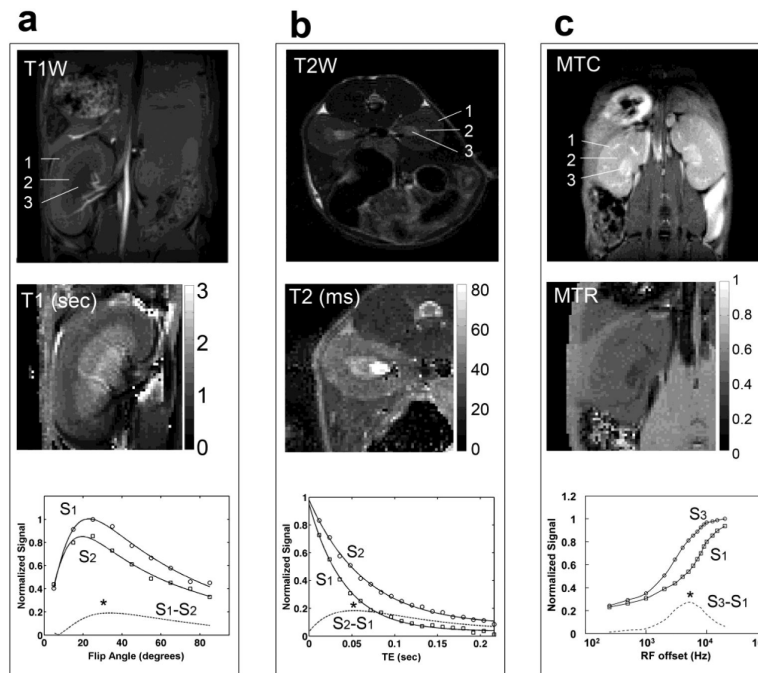 a
T1W
1
2
3
T1 (sec)
3
2
1
0
S1
S2
*
S1-S2
Normalized Signal
1
0.8
0.6
0.4
0.2
0
0
20
40
60
80
100
Flip Angle (degrees)
b
T2W
1
2
3
T2 (ms)
80
60
40
20
0
S2
S1
*
S2-S1
Normalized Signal
1
0.8
0.6
0.4
0.2
0
0
0.05
0.1
0.15
0.2
TE (sec)
c
MTC
1
2
3
MTR
1
0.8
0.6
0.4
0.2
0
S3
S1
*
S3-S1
Normalized Signal
1.2
1
0.8
0.6
0.4
0.2
0
10²
10³
10⁴
RF offset (Hz)